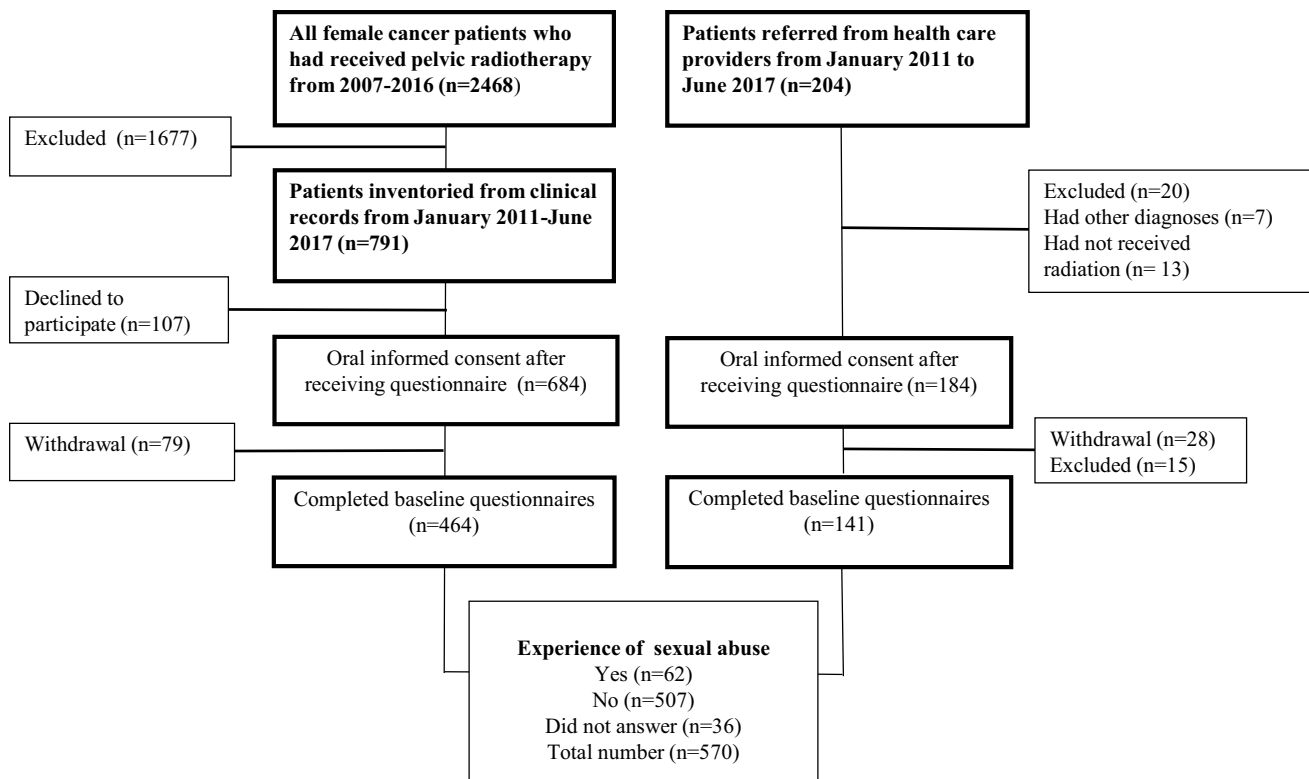 All female cancer patients who
had received pelvic radiotherapy
from 2007-2016 (n=2468)
Patients referred from health care
providers from January 2011 to
June 2017 (n=204)
Excluded (n=1677)
Patients inventoried from clinical
records from January 2011-June
2017 (n=791)
Excluded (n=20)
Had other diagnoses (n=7)
Had not received
radiation (n= 13)
Declined to
participate (n=107)
Oral informed consent after
receiving questionnaire (n=684)
Oral informed consent after
receiving questionnaire (n=184)
Withdrawal (n=79)
Withdrawal (n=28)
Excluded (n=15)
Completed baseline questionnaires
(n=464)
Completed baseline questionnaires
(n=141)
Experience of sexual abuse
Yes (n=62)
No (n=507)
Did not answer (n=36)
Total number (n=570)